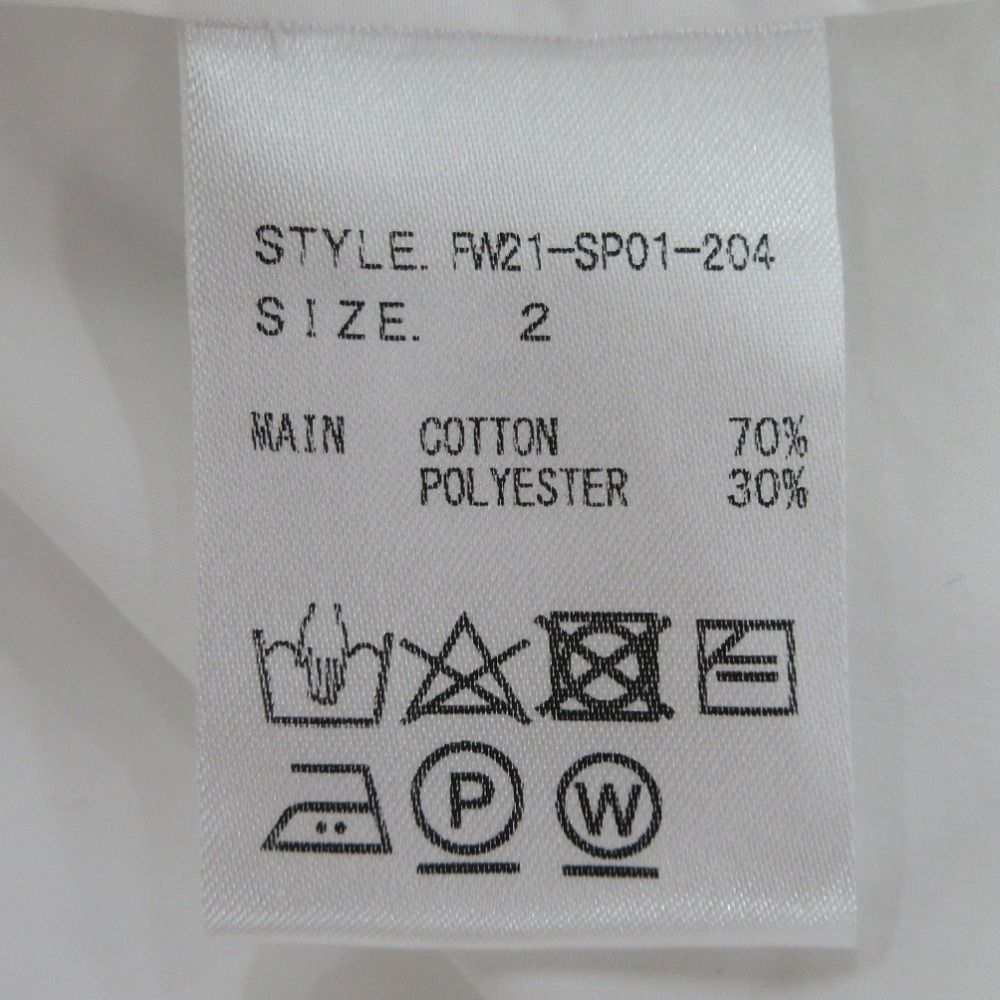 STYLE. FW21-SP01-204
SIZE. 2
MAIN COTTON 70%
POLYESTER 30%
P W